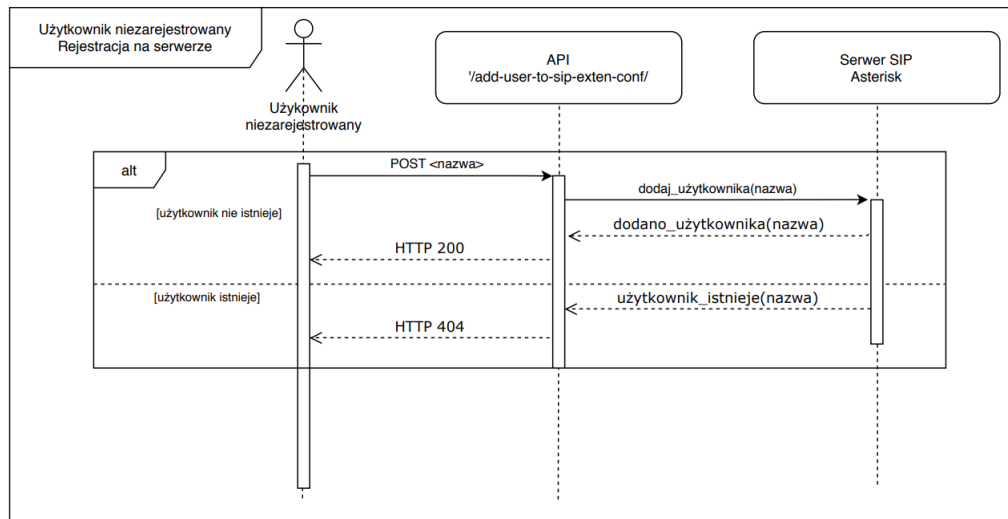 Użytkownik niezarejestrowany
Rejestracja na serwerze
Użykownik
niezarejestrowany
API
'/add-user-to-sip-exten-conf/
Serwer SIP
Asterisk
alt
POST <nazwa>
dodaj_użytkownika(nazwa)
[użytkownik nie istnieje]
dodano_użytkownika(nazwa)
HTTP 200
[użytkownik istnieje]
użytkownik_istnieje(nazwa)
HTTP 404